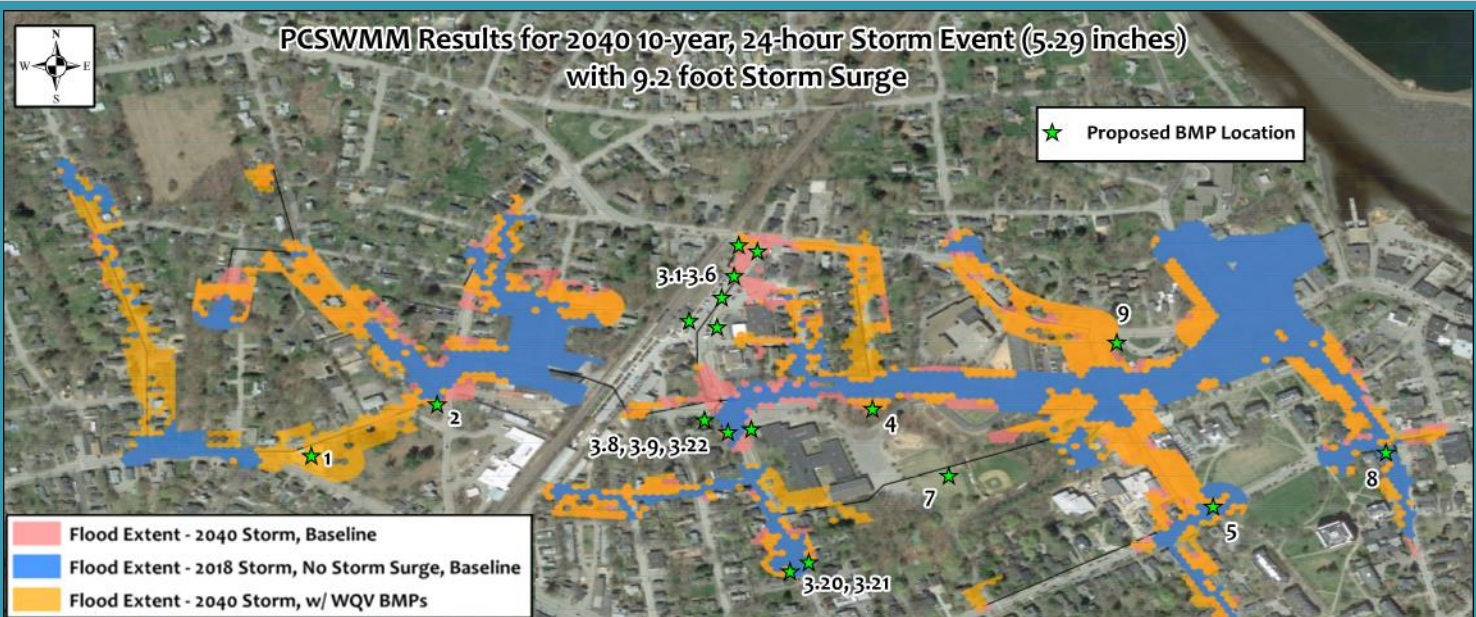 PCSWMM Results for 2040 10-year, 24-hour Storm Event (5.29 inches)
with 9.2 foot Storm Surge
N
W E
S
Proposed BMP Location
3.1-3.6
9
2
4
1
3.8, 3.9, 3.22
7
8
5
3.20, 3.21
Flood Extent - 2040 Storm, Baseline
Flood Extent - 2018 Storm, No Storm Surge, Baseline
Flood Extent - 2040 Storm, w/ WQV BMPs